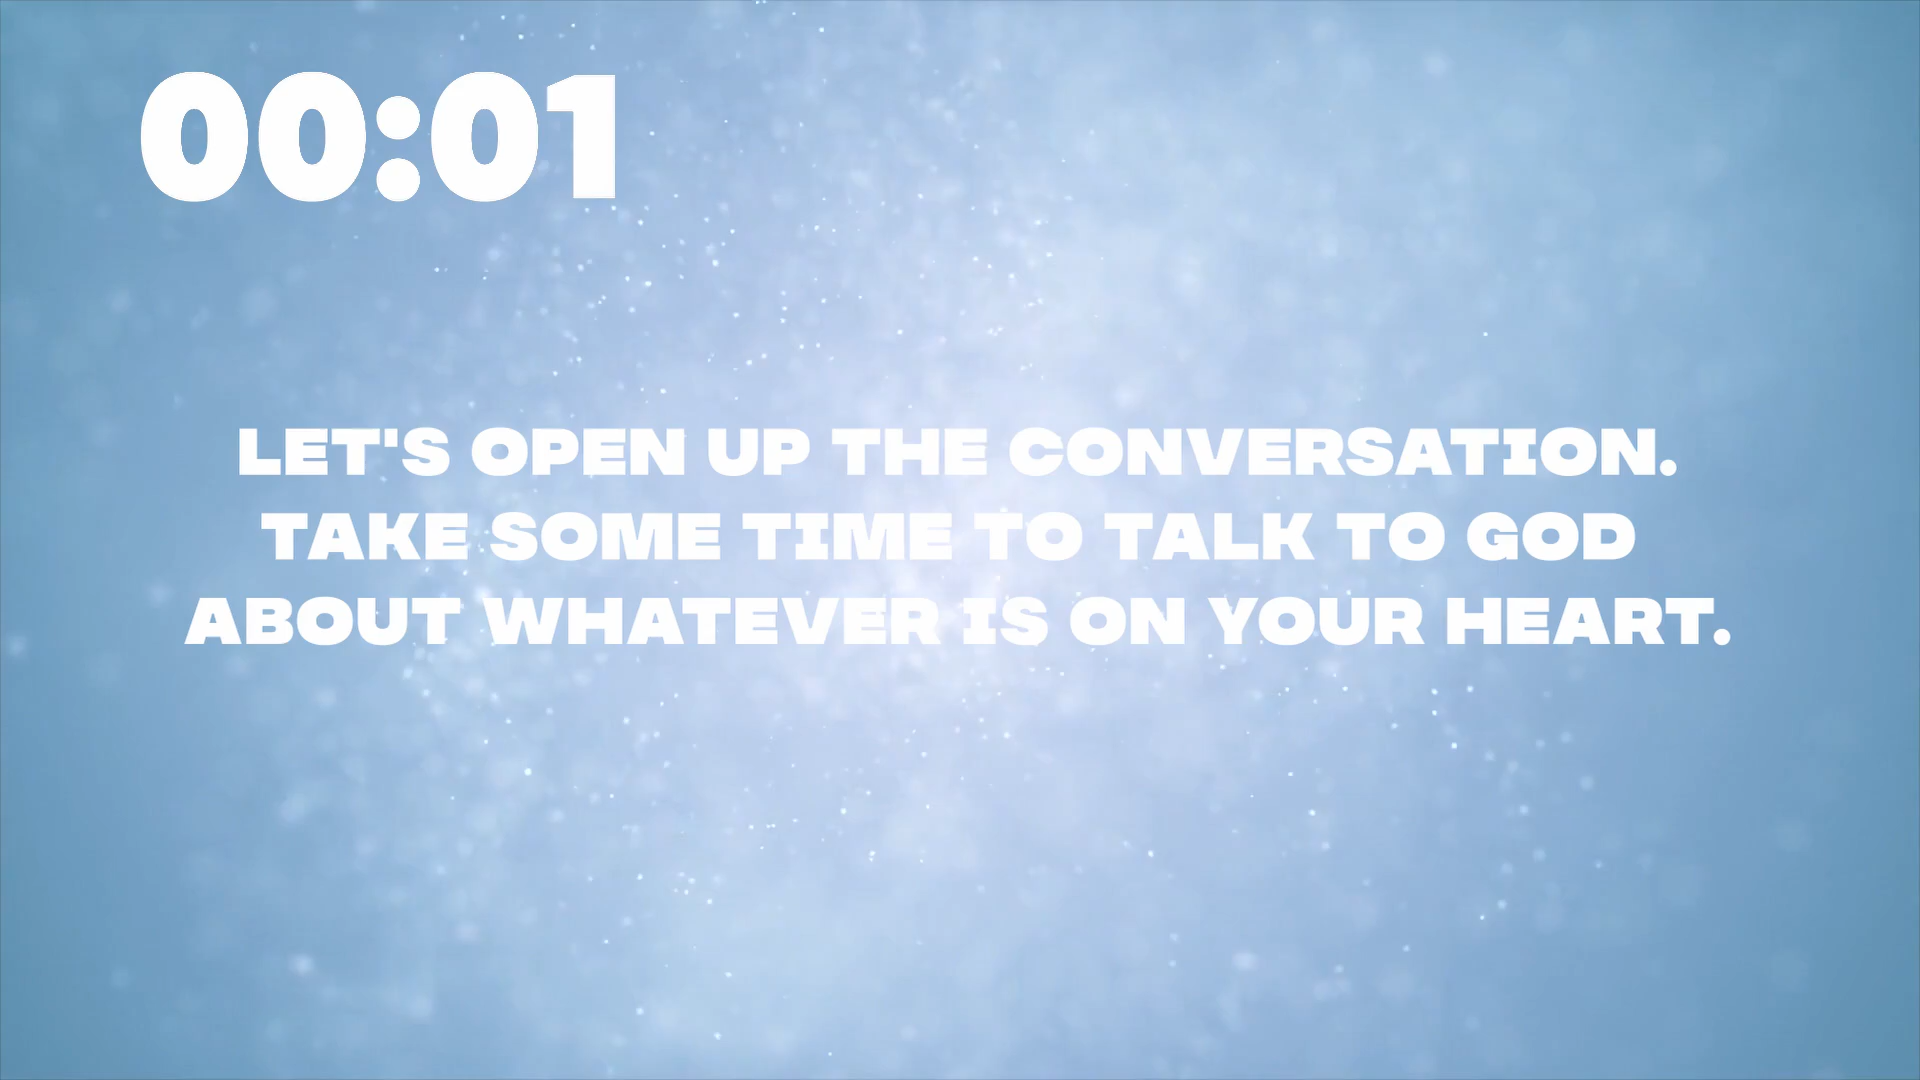 00:01
LET'S OPEN UP THE CONVERSATION.
TAKE SOME TIME TO TALK TO GOD
ABOUT WHATEVER IS ON YOUR HEART.